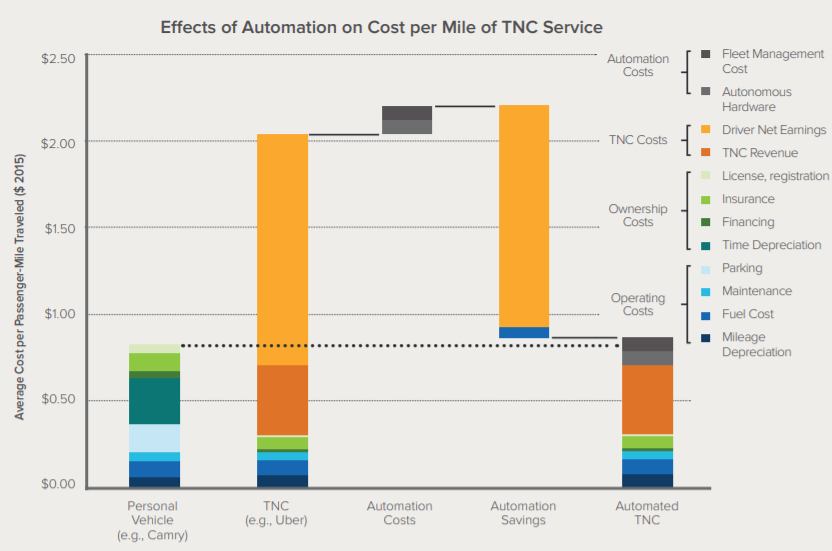 Effects of Automation on Cost per Mile of TNC Service
Average Cost per Passenger-Mile Traveled ($ 2015)
$2.50
$2.00
$1.50
$1.00
$0.50
$0.00
Personal
Vehicle
(e.g., Camry)
TNC
(e.g., Uber)
Automation
Costs
Automation
Savings
Automated
TNC
Automation
Costs
Fleet Management
Cost
Autonomous
Hardware
TNC Costs
Driver Net Earnings
TNC Revenue
Ownership
Costs
License, registration
Insurance
Financing
Time Depreciation
Operating
Costs
Parking
Maintenance
Fuel Cost
Mileage
Depreciation